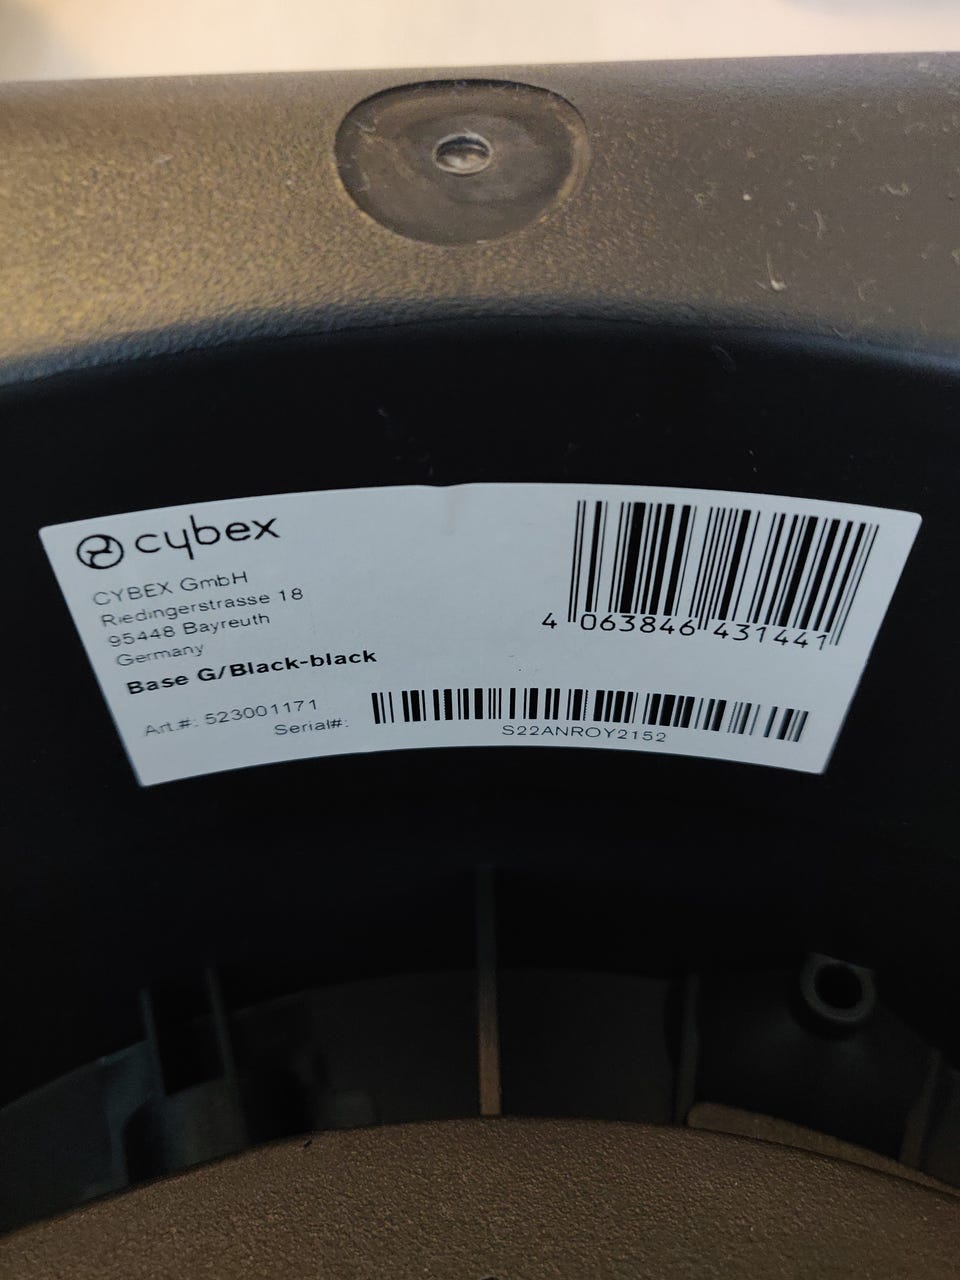 cybex
CYBEX GmbH
Riedingerstrasse 18
95448 Bayreuth
Germany
Base G/Black-black
Art.#: 523001171
Serial#:
4 063846 431441
S22ANROY2152